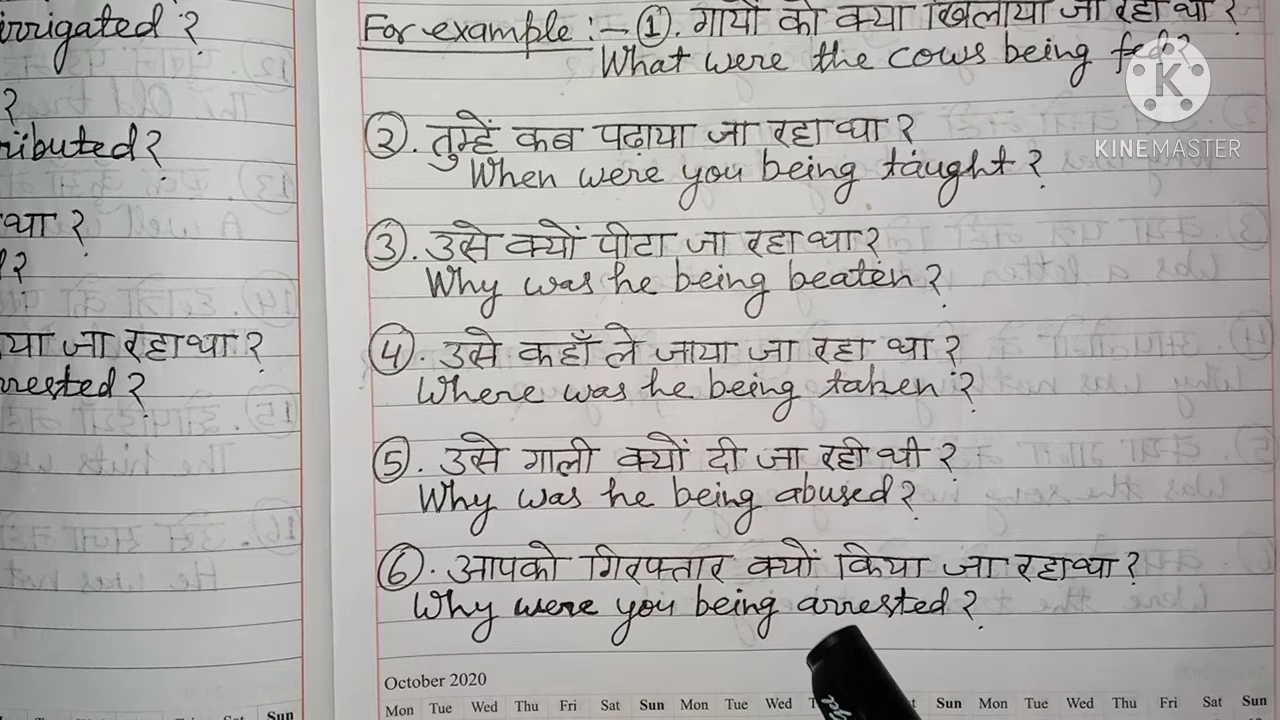 irrigated ?
?
ributed?
था ?
?
या जा रहा था ?
rrested ?
For example :- ①. गायों को क्या खिलाया जा रहा था ?
What were the cows being fed?
②. तुम्हें कब पढ़ाया जा रहा था ?
When were you being taught ?
③. उसे क्यों पीटा जा रहा था ?
Why was he being beaten ?
④. उसे कहाँ ले जाया जा रहा था ?
Where was he being taken ?
⑤. उसे गाली क्यों दी जा रही थी ?
Why was he being abused ?
⑥. आपको गिरफ्तार क्यों किया जा रहा था ?
Why were you being arrested ?
October 2020
Mon Tue Wed Thu Fri Sat Sun Mon Tue Wed Sat Sun Mon Tue Wed Thu Fri Sat Sun
Sun
K
KINEMASTER